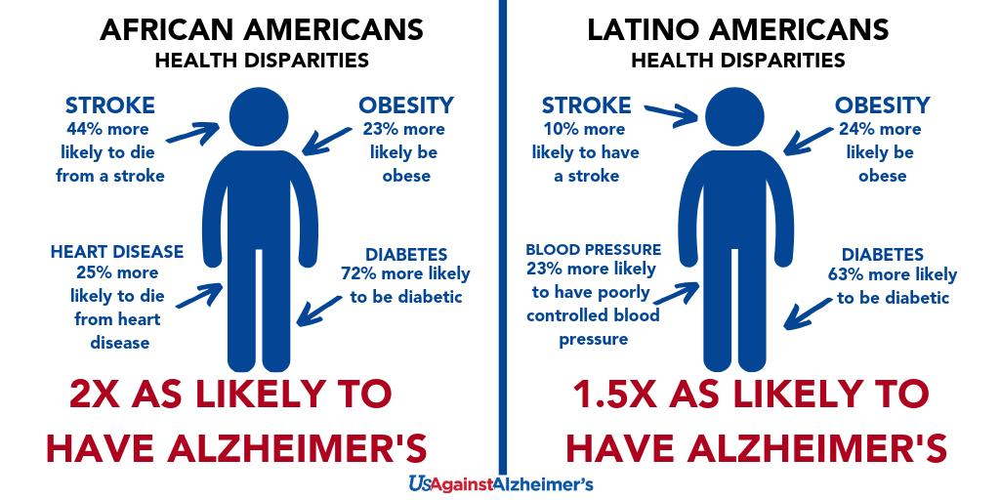 AFRICAN AMERICANS
HEALTH DISPARITIES
STROKE
44% more
likely to die
from a stroke
OBESITY
23% more
likely be
obese
HEART DISEASE
25% more
likely to die
from heart
disease
DIABETES
72% more likely
to be diabetic
2X AS LIKELY TO
HAVE ALZHEIMER'S
LATINO AMERICANS
HEALTH DISPARITIES
STROKE
10% more
likely to have
a stroke
OBESITY
24% more
likely be
obese
BLOOD PRESSURE
23% more likely
to have poorly
controlled blood
pressure
DIABETES
63% more likely
to be diabetic
1.5X AS LIKELY TO
HAVE ALZHEIMER'S
UsAgainstAlzheimer's